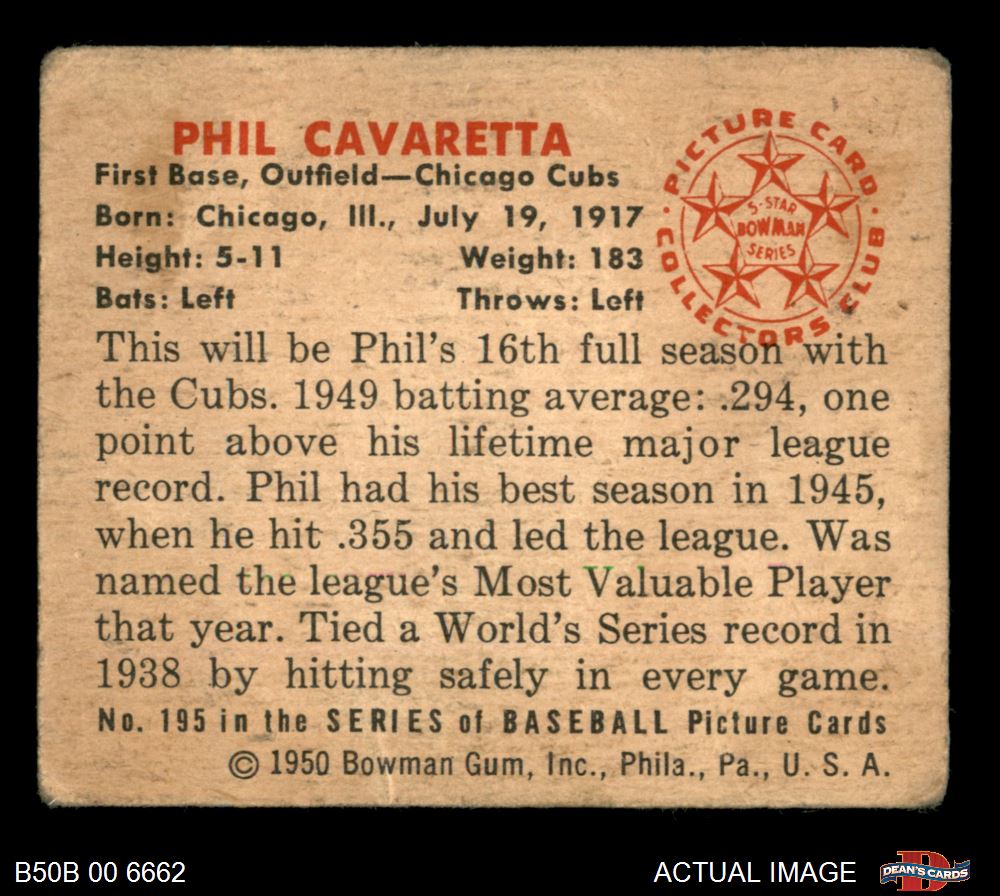 PHIL CAVARETTA
First Base, Outfield—Chicago Cubs
Born: Chicago, Ill., July 19, 1917
Height: 5-11 Weight: 183
Bats: Left Throws: Left
PICTURE CARD
COLLECTORS CLUB
5-STAR
BOWMAN
SERIES
This will be Phil's 16th full season with
the Cubs. 1949 batting average: .294, one
point above his lifetime major league
record. Phil had his best season in 1945,
when he hit .355 and led the league. Was
named the league's Most Valuable Player
that year. Tied a World's Series record in
1938 by hitting safely in every game.
No. 195 in the SERIES of BASEBALL Picture Cards
© 1950 Bowman Gum, Inc., Phila., Pa., U. S. A.
B50B 00 6662
ACTUAL IMAGE
DEAN'S CARDS